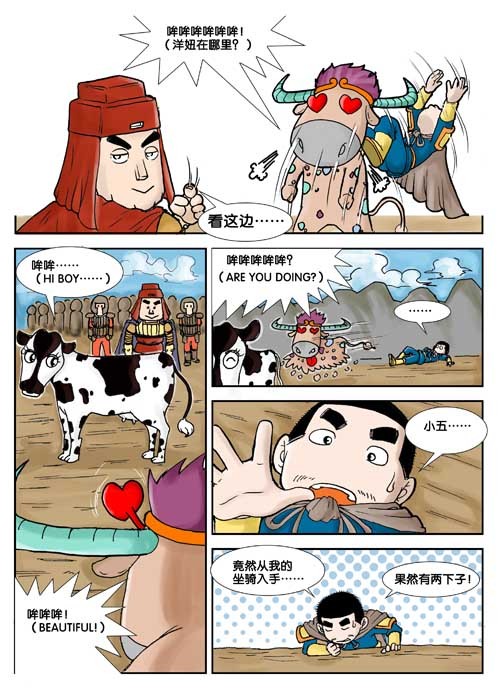 哞哞哞哞哞哞！
（洋妞在哪里？）
看这边……
哞哞……
（HI BOY……）
哞哞哞哞哞？
（ARE YOU DOING?）
……
小五……
哞哞哞！
（BEAUTIFUL!）
竟然从我的
坐骑入手……
果然有两下子！